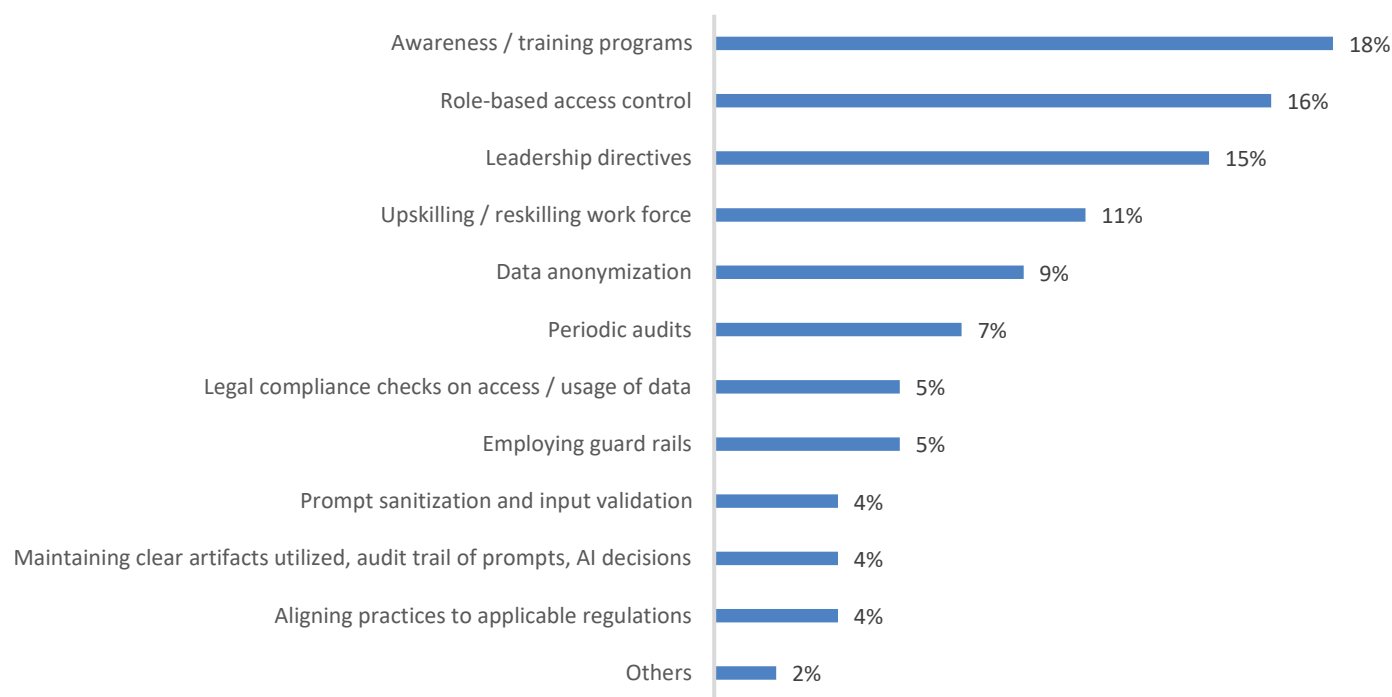 Awareness / training programs 18%
Role-based access control 16%
Leadership directives 15%
Upskilling / reskilling work force 11%
Data anonymization 9%
Periodic audits 7%
Legal compliance checks on access / usage of data 5%
Employing guard rails 5%
Prompt sanitization and input validation 4%
Maintaining clear artifacts utilized, audit trail of prompts, AI decisions 4%
Aligning practices to applicable regulations 4%
Others 2%